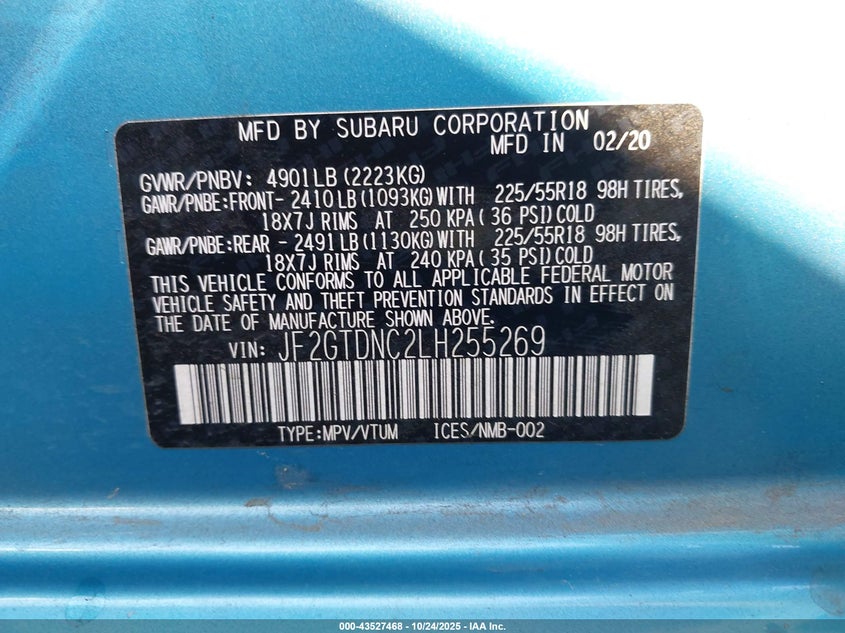 MFD BY SUBARU CORPORATION
MFD IN 02/20
GVWR/PNBV: 4901LB (2223KG)
GAWR/PNBE:FRONT- 2410LB (1093KG) WITH 225/55R18 98H TIRES,
18X7J RIMS AT 250 KPA ( 36 PSI) COLD
GAWR/PNBE:REAR - 2491LB (1130KG) WITH 225/55R18 98H TIRES,
18X7J RIMS AT 240 KPA ( 35 PSI) COLD
THIS VEHICLE CONFORMS TO ALL APPLICABLE FEDERAL MOTOR
VEHICLE SAFETY AND THEFT PREVENTION STANDARDS IN EFFECT ON
THE DATE OF MANUFACTURE SHOWN ABOVE.
VIN: JF2GTDNC2LH255269
TYPE:MPV/VTUM ICES/NMB-002
000-43527468 - 10/24/2025 - IAA Inc.